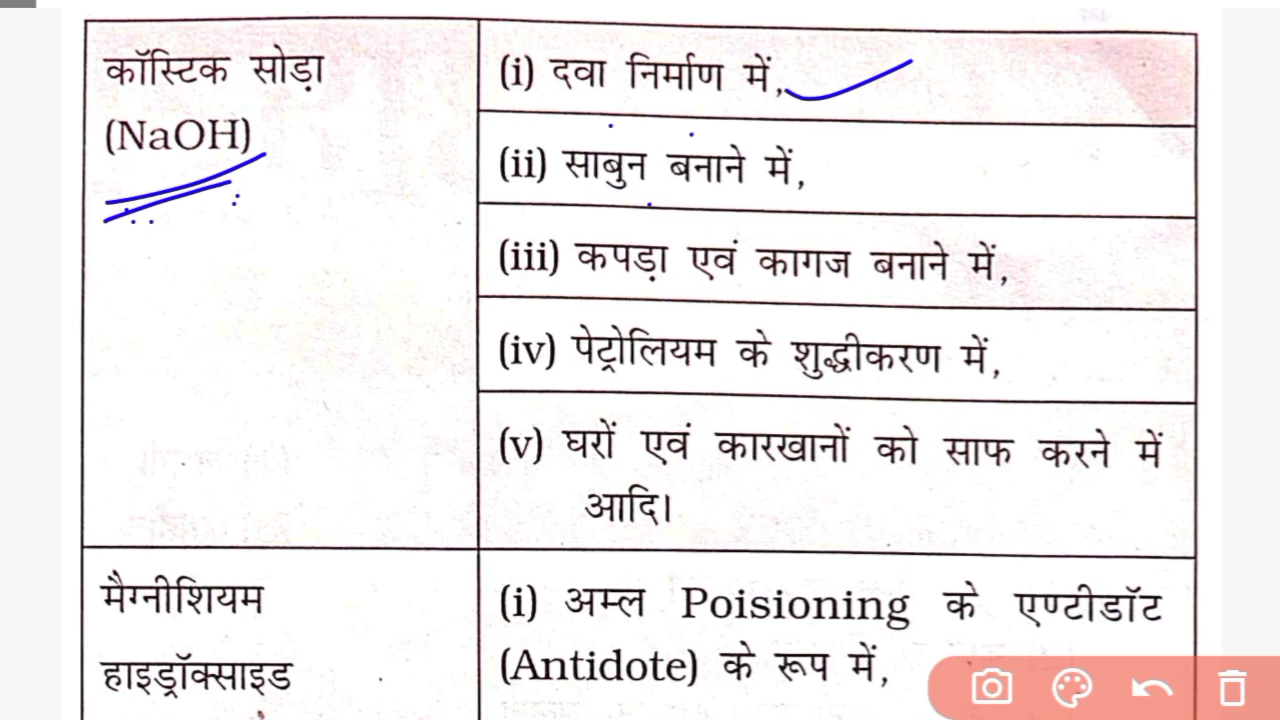 कॉस्टिक सोड़ा
(NaOH)
(i) दवा निर्माण में,
(ii) साबुन बनाने में,
(iii) कपड़ा एवं कागज बनाने में,
(iv) पेट्रोलियम के शुद्धीकरण में,
(v) घरों एवं कारखानों को साफ करने में
आदि।
मैग्नीशियम
हाइड्रॉक्साइड
(i) अम्ल Poisioning के एण्टीडॉट
(Antidote) के रूप में,